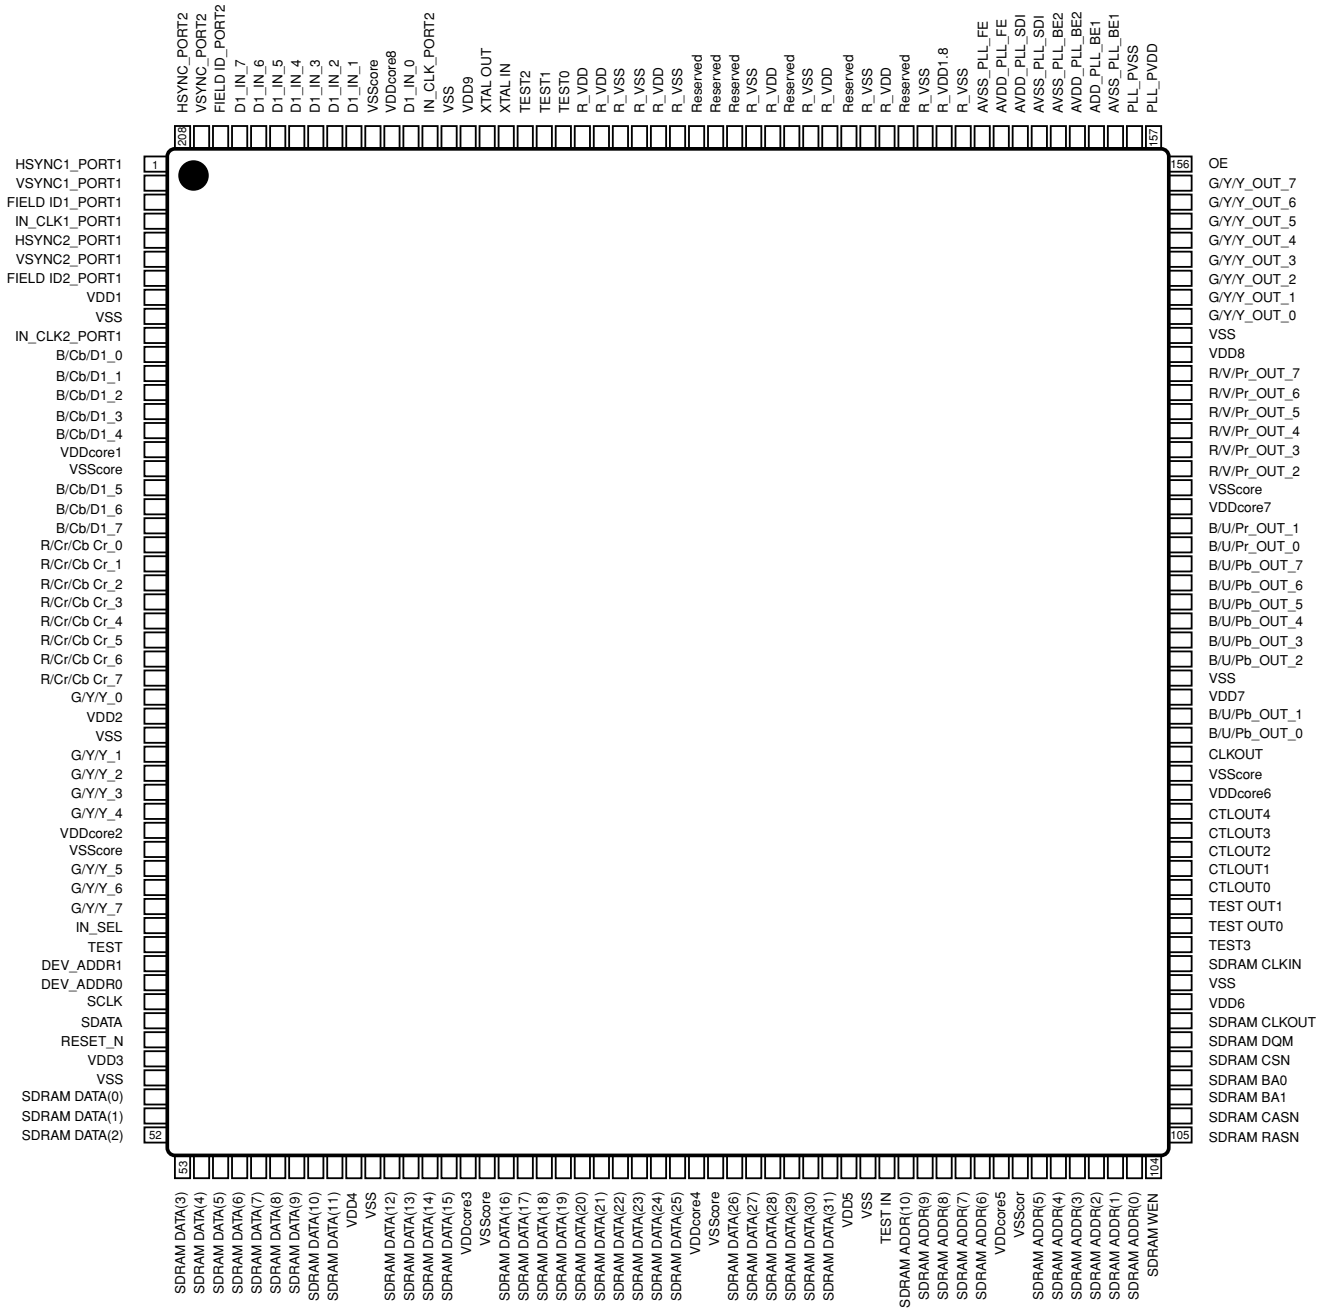 HSYNC_PORT2
VSYNC_PORT2
FIELD ID_PORT2
D1_IN_7
D1_IN_6
D1_IN_5
D1_IN_4
D1_IN_3
D1_IN_2
D1_IN_1
VSScore
VDDcore8
D1_IN_0
IN_CLK_PORT2
VSS
VDD9
XTAL OUT
XTAL IN
TEST2
TEST1
TEST0
R_VDD
R_VDD
R_VSS
R_VSS
R_VDD
R_VSS
Reserved
Reserved
Reserved
R_VSS
R_VDD
Reserved
R_VSS
R_VDD
Reserved
R_VSS
R_VDD
Reserved
R_VSS
R_VDD1.8
R_VSS
AVSS_PLL_FE
AVDD_PLL_FE
AVDD_PLL_SDI
AVSS_PLL_SDI
AVSS_PLL_BE2
AVDD_PLL_BE2
ADD_PLL_BE1
AVSS_PLL_BE1
PLL_PVSS
PLL_PVDD
208
157
HSYNC1_PORT1
VSYNC1_PORT1
FIELD ID1_PORT1
IN_CLK1_PORT1
HSYNC2_PORT1
VSYNC2_PORT1
FIELD ID2_PORT1
VDD1
VSS
IN_CLK2_PORT1
B/Cb/D1_0
B/Cb/D1_1
B/Cb/D1_2
B/Cb/D1_3
B/Cb/D1_4
VDDcore1
VSScore
B/Cb/D1_5
B/Cb/D1_6
B/Cb/D1_7
R/Cr/Cb Cr_0
R/Cr/Cb Cr_1
R/Cr/Cb Cr_2
R/Cr/Cb Cr_3
R/Cr/Cb Cr_4
R/Cr/Cb Cr_5
R/Cr/Cb Cr_6
R/Cr/Cb Cr_7
G/Y/Y_0
VDD2
VSS
G/Y/Y_1
G/Y/Y_2
G/Y/Y_3
G/Y/Y_4
VDDcore2
VSScore
G/Y/Y_5
G/Y/Y_6
G/Y/Y_7
IN_SEL
TEST
DEV_ADDR1
DEV_ADDR0
SCLK
SDATA
RESET_N
VDD3
VSS
SDRAM DATA(0)
SDRAM DATA(1)
SDRAM DATA(2)
1
52
156
105
OE
G/Y/Y_OUT_7
G/Y/Y_OUT_6
G/Y/Y_OUT_5
G/Y/Y_OUT_4
G/Y/Y_OUT_3
G/Y/Y_OUT_2
G/Y/Y_OUT_1
G/Y/Y_OUT_0
VSS
VDD8
R/V/Pr_OUT_7
R/V/Pr_OUT_6
R/V/Pr_OUT_5
R/V/Pr_OUT_4
R/V/Pr_OUT_3
R/V/Pr_OUT_2
VSScore
VDDcore7
B/U/Pr_OUT_1
B/U/Pr_OUT_0
B/U/Pb_OUT_7
B/U/Pb_OUT_6
B/U/Pb_OUT_5
B/U/Pb_OUT_4
B/U/Pb_OUT_3
B/U/Pb_OUT_2
VSS
VDD7
B/U/Pb_OUT_1
B/U/Pb_OUT_0
CLKOUT
VSScore
VDDcore6
CTLOUT4
CTLOUT3
CTLOUT2
CTLOUT1
CTLOUT0
TEST OUT1
TEST OUT0
TEST3
SDRAM CLKIN
VSS
VDD6
SDRAM CLKOUT
SDRAM DQM
SDRAM CSN
SDRAM BA0
SDRAM BA1
SDRAM CASN
SDRAM RASN
53
104
SDRAM DATA(3)
SDRAM DATA(4)
SDRAM DATA(5)
SDRAM DATA(6)
SDRAM DATA(7)
SDRAM DATA(8)
SDRAM DATA(9)
SDRAM DATA(10)
SDRAM DATA(11)
VDD4
VSS
SDRAM DATA(12)
SDRAM DATA(13)
SDRAM DATA(14)
SDRAM DATA(15)
VDDcore3
VSScore
SDRAM DATA(16)
SDRAM DATA(17)
SDRAM DATA(18)
SDRAM DATA(19)
SDRAM DATA(20)
SDRAM DATA(21)
SDRAM DATA(22)
SDRAM DATA(23)
SDRAM DATA(24)
SDRAM DATA(25)
VDDcore4
VSScore
SDRAM DATA(26)
SDRAM DATA(27)
SDRAM DATA(28)
SDRAM DATA(29)
SDRAM DATA(30)
SDRAM DATA(31)
VDD5
VSS
TEST IN
SDRAM ADDR(10)
SDRAM ADDR(9)
SDRAM ADDR(8)
SDRAM ADDR(7)
SDRAM ADDR(6)
VDDcore5
VSScor
SDRAM ADDR(5)
SDRAM ADDR(4)
SDRAM ADDR(3)
SDRAM ADDR(2)
SDRAM ADDR(1)
SDRAM ADDR(0)
SDRAM WEN